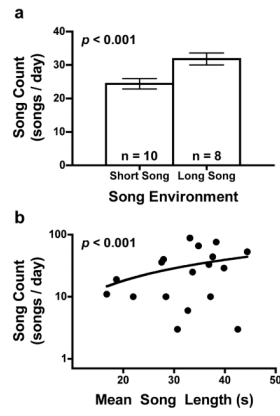 a
Song Count
(songs / day)
40
30
20
10
0
p < 0.001
n = 10
n = 8
Short Song
Long Song
Song Environment
b
Song Count
(songs / day)
100
10
1
p < 0.001
20
30
40
50
Mean Song Length (s)